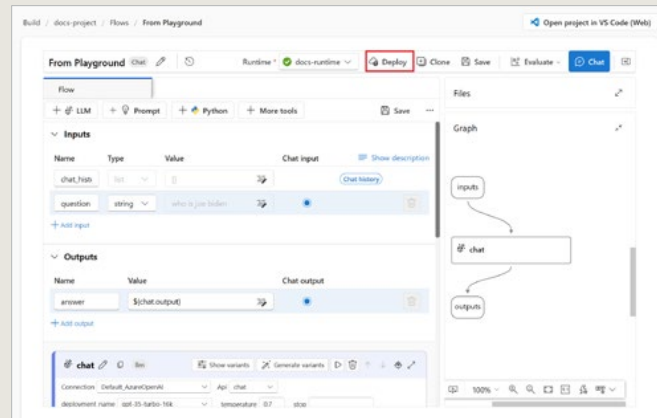 Build / docs-project / Flows / From Playground
Open project in VS Code (Web)
From Playground Chat
Runtime * docs-runtime
Deploy
Clone
Save
Evaluate
Chat
Flow
+ LLM + Prompt + Python + More tools
Save ...
Inputs
Name Type Value Chat input Show description
chat_histo list [] Chat history
question string who is joe biden
+ Add input
Outputs
Name Value Chat output
answer ${chat.output}
+ Add output
chat llm Show variants Generate variants
Connection Default_AzureOpenAI Api chat
deployment_name gpt-35-turbo-16k temperature 0.7 stop
Files
Graph
inputs
chat
outputs
100%